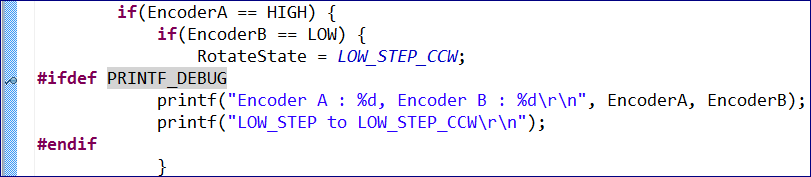 if(EncoderA == HIGH) {
if(EncoderB == LOW) {
RotateState = LOW_STEP_CCW;
#ifdef PRINTF_DEBUG
printf("Encoder A : %d, Encoder B : %d\r\n", EncoderA, EncoderB);
printf("LOW_STEP to LOW_STEP_CCW\r\n");
#endif
}